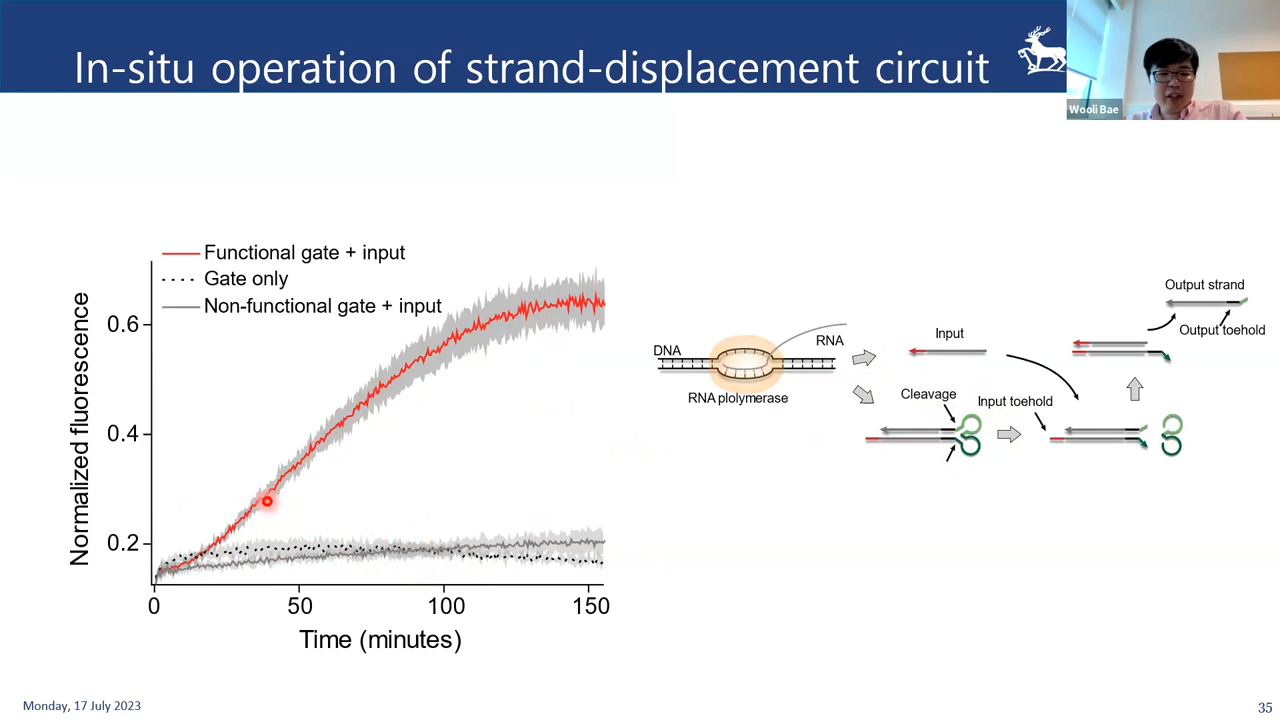 In-situ operation of strand-displacement circuit
Wooli Bae
Functional gate + input
Gate only
Non-functional gate + input
Normalized fluorescence
0.6
0.4
0.2
0
50
100
150
Time (minutes)
DNA
RNA
RNA plolymerase
Input
Cleavage
Input toehold
Output strand
Output toehold
Monday, 17 July 2023
35